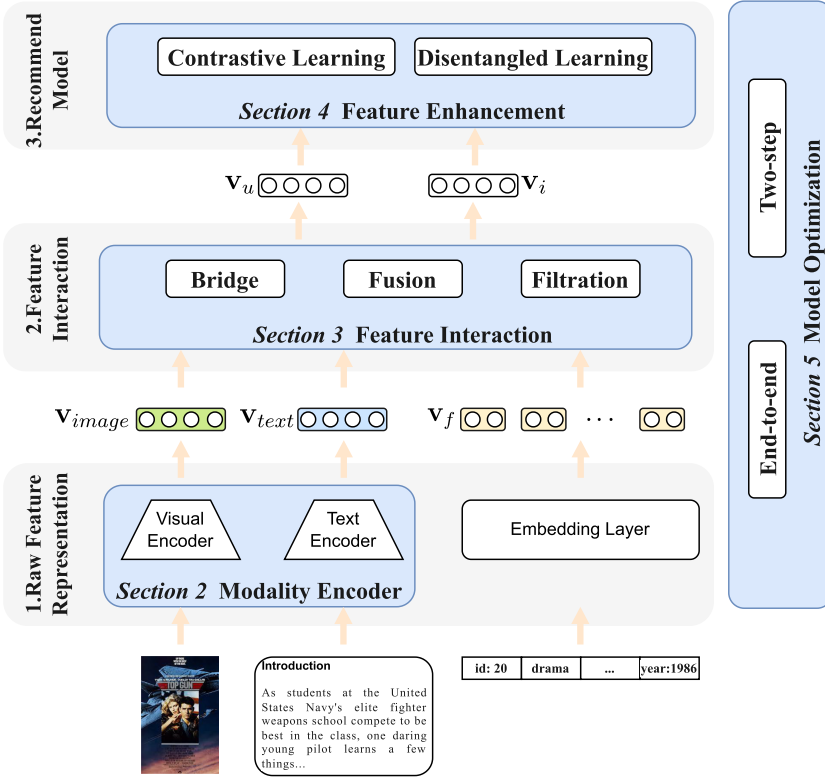 3.Recommend
Model
Contrastive Learning
Disentangled Learning
Section 4 Feature Enhancement
v_u
v_i
2.Feature
Interaction
Bridge
Fusion
Filtration
Section 3 Feature Interaction
v_image
v_text
v_f
...
1.Raw Feature
Representation
Visual
Encoder
Text
Encoder
Section 2 Modality Encoder
Embedding Layer
TOP GUN
Introduction
As students at the United
States Navy's elite fighter
weapons school compete to be
best in the class, one daring
young pilot learns a few
things...
id: 20
drama
...
year:1986
Two-step
End-to-end
Section 5 Model Optimization